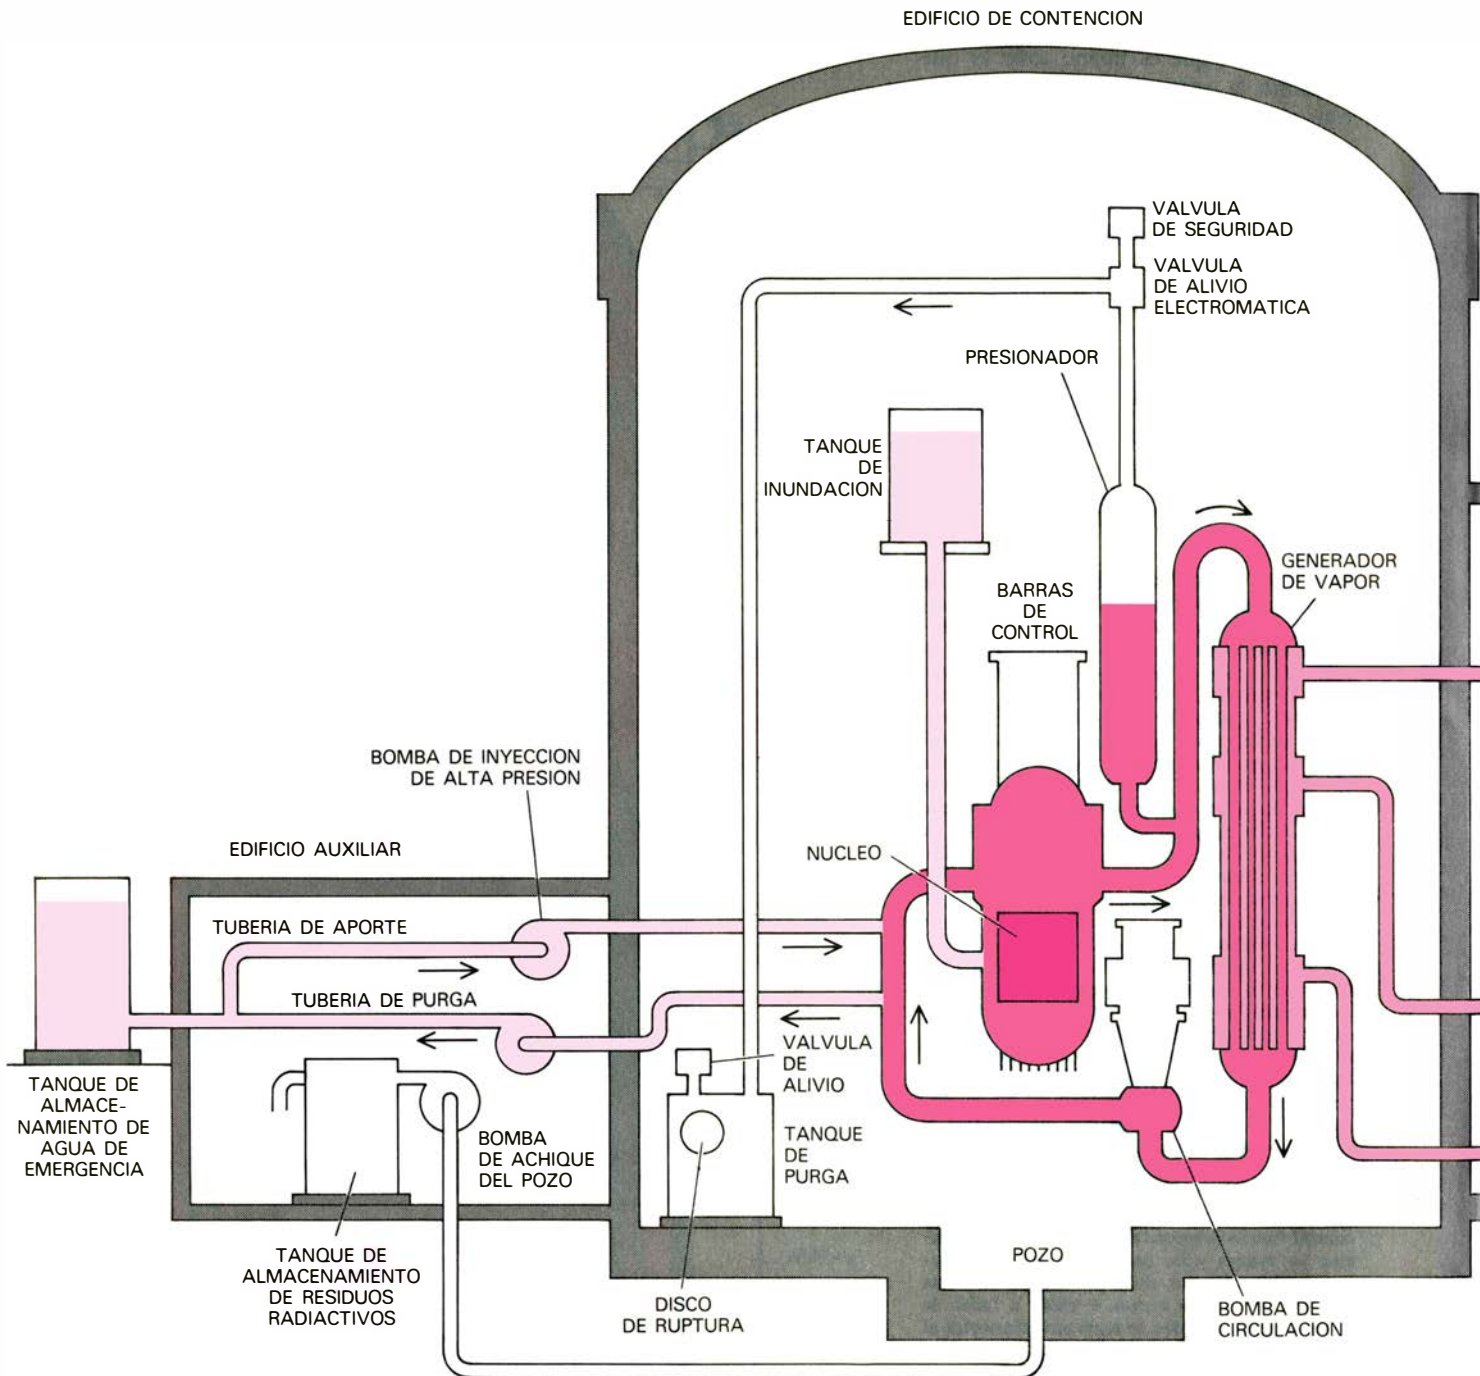 EDIFICIO DE CONTENCION
VALVULA
DE SEGURIDAD
VALVULA
DE ALIVIO
ELECTROMATICA
PRESIONADOR
TANQUE
DE
INUNDACION
GENERADOR
DE VAPOR
BARRAS
DE
CONTROL
BOMBA DE INYECCION
DE ALTA PRESION
EDIFICIO AUXILIAR
NUCLEO
TUBERIA DE APORTE
TUBERIA DE PURGA
VALVULA
DE
ALIVIO
TANQUE DE
ALMACE-
NAMIENTO DE
AGUA DE
EMERGENCIA
BOMBA
DE ACHIQUE
DEL POZO
TANQUE
DE
PURGA
TANQUE DE
ALMACENAMIENTO
DE RESIDUOS
RADIACTIVOS
DISCO
DE RUPTURA
POZO
BOMBA DE
CIRCULACION